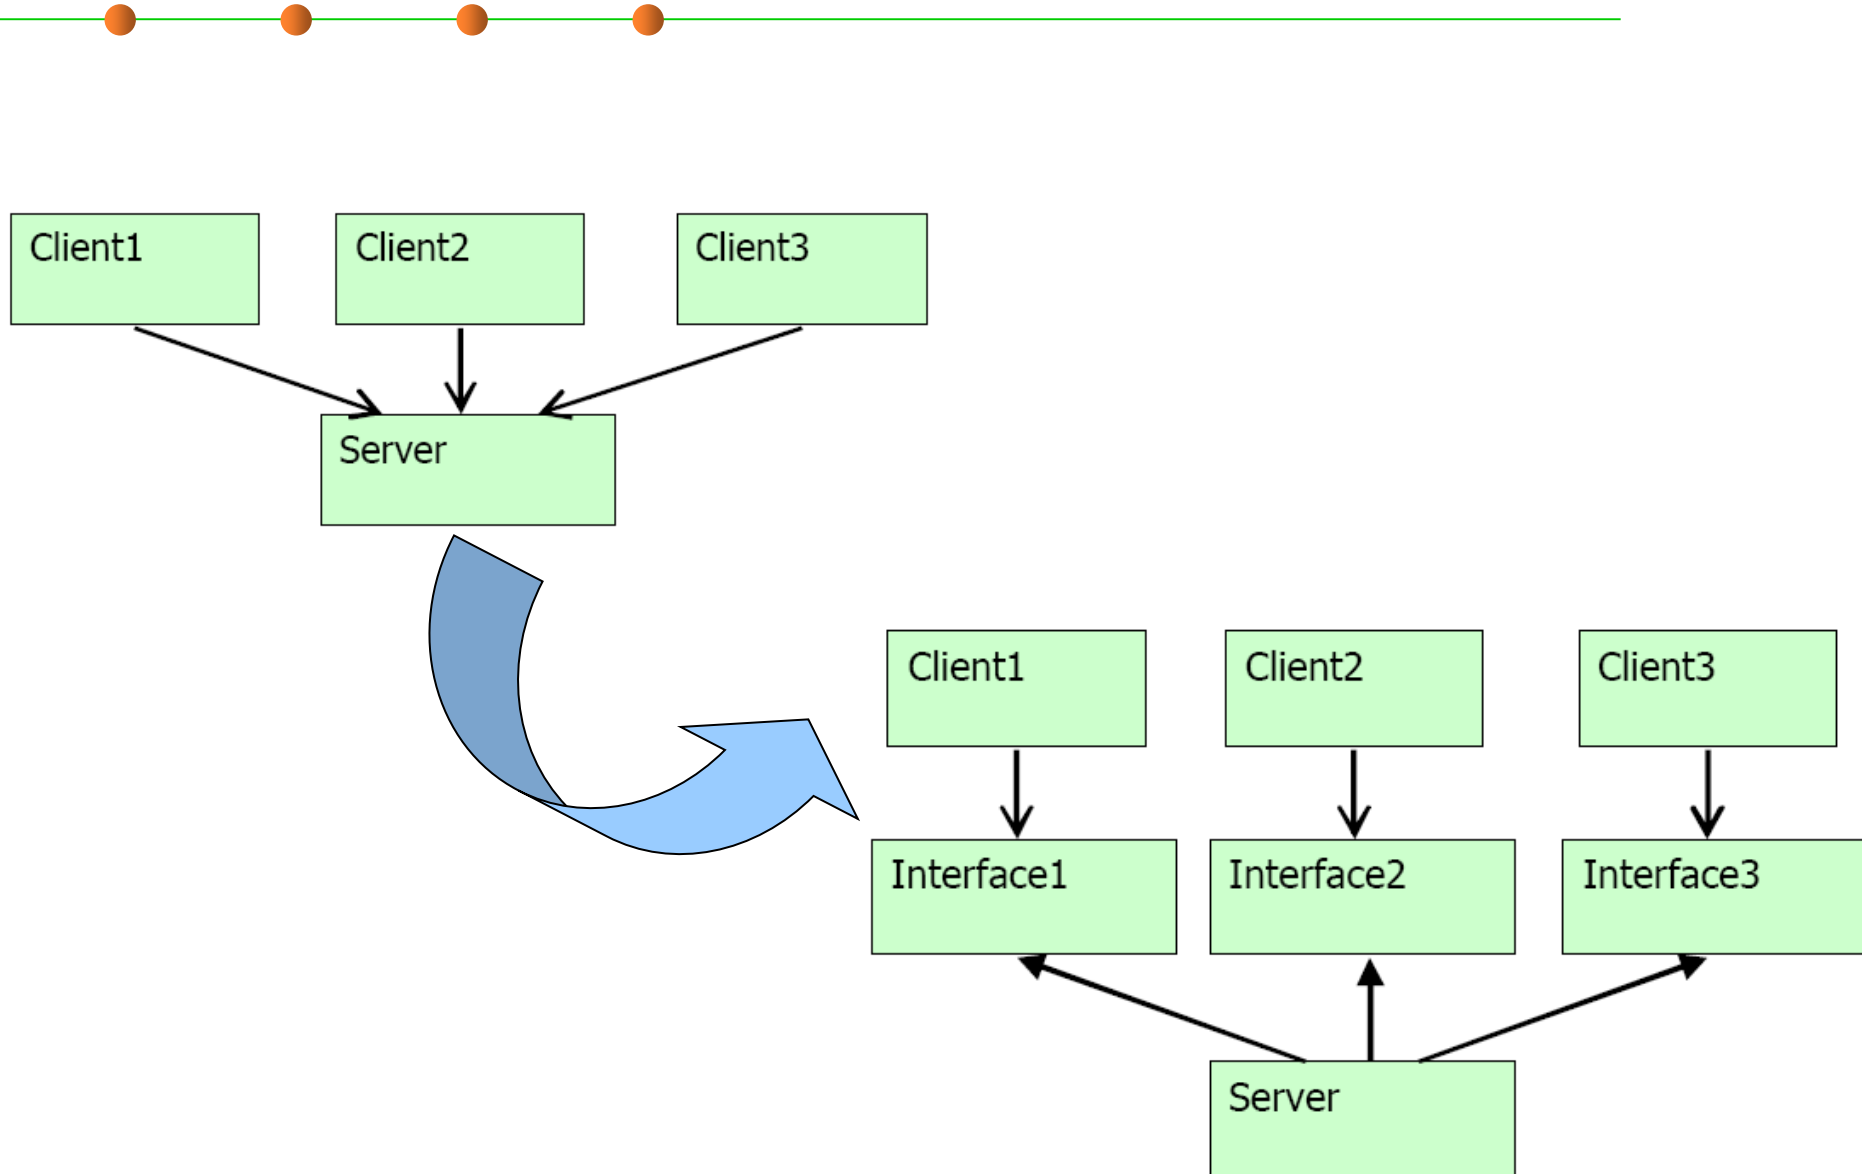 Client1
Client2
Client3
Server
Client1
Client2
Client3
Interface1
Interface2
Interface3
Server